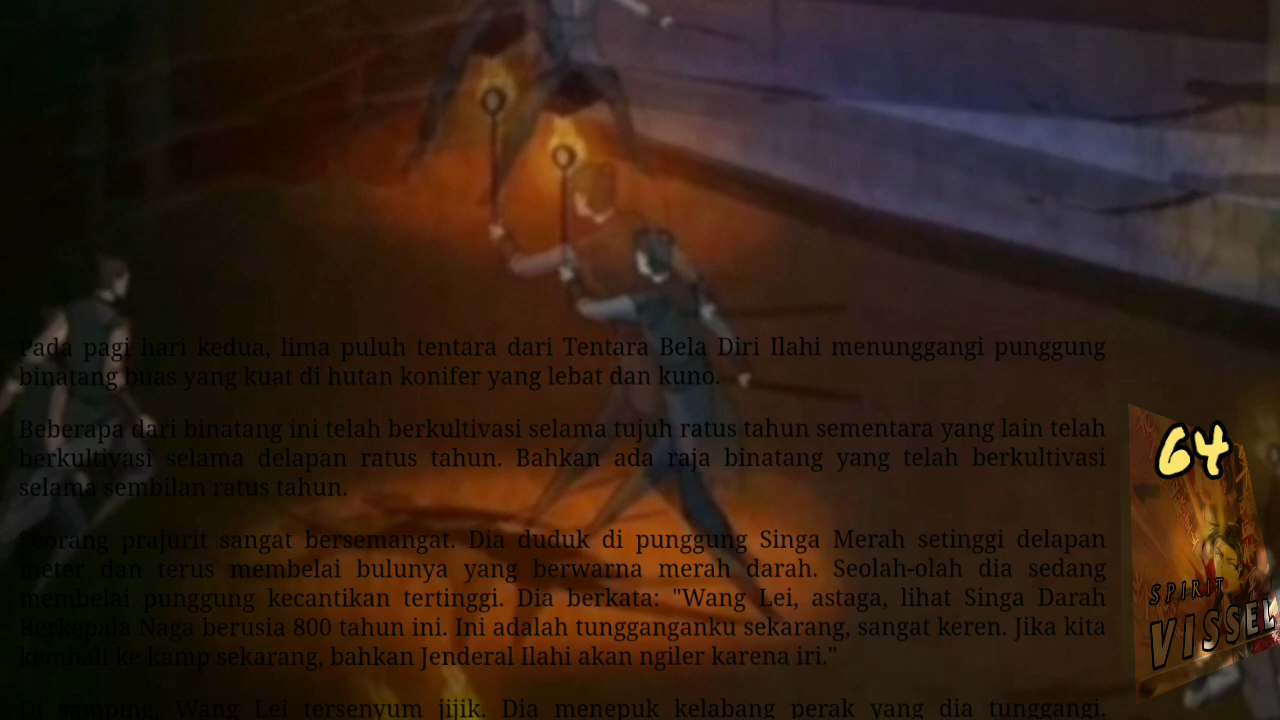 Pada pagi hari kedua, lima puluh tentara dari Tentara Bela Diri Ilahi menunggangi punggung
binatang buas yang kuat di hutan konifer yang lebat dan kuno.
Beberapa dari binatang ini telah berkultivasi selama tujuh ratus tahun sementara yang lain telah
berkultivasi selama delapan ratus tahun. Bahkan ada raja binatang yang telah berkultivasi
selama sembilan ratus tahun.
Seorang prajurit sangat bersemangat. Dia duduk di punggung Singa Merah setinggi delapan
meter dan terus membelai bulunya yang berwarna merah darah. Seolah-olah dia sedang
membelai punggung kecantikan tertinggi. Dia berkata: "Wang Lei, astaga, lihat Singa Darah
Berkepala Naga berusia 800 tahun ini. Ini adalah tunggganganku sekarang, sangat keren. Jika kita
kembali ke kamp sekarang, bahkan Jenderal Ilahi akan ngiler karena iri."
Di samping, Wang Lei tersenyum jijik. Dia menepuk kelabang perak yang dia tunggangi.
64
SPIRIT
VISSEL